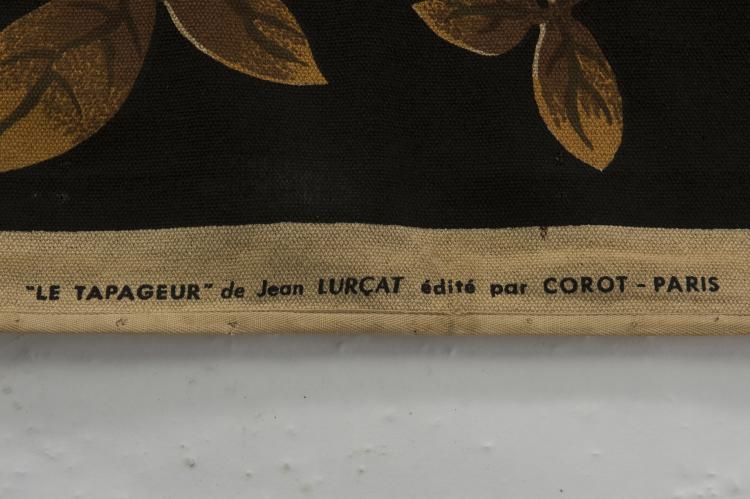 "LE TAPAGEUR" de Jean LURÇAT édité par COROT - PARIS